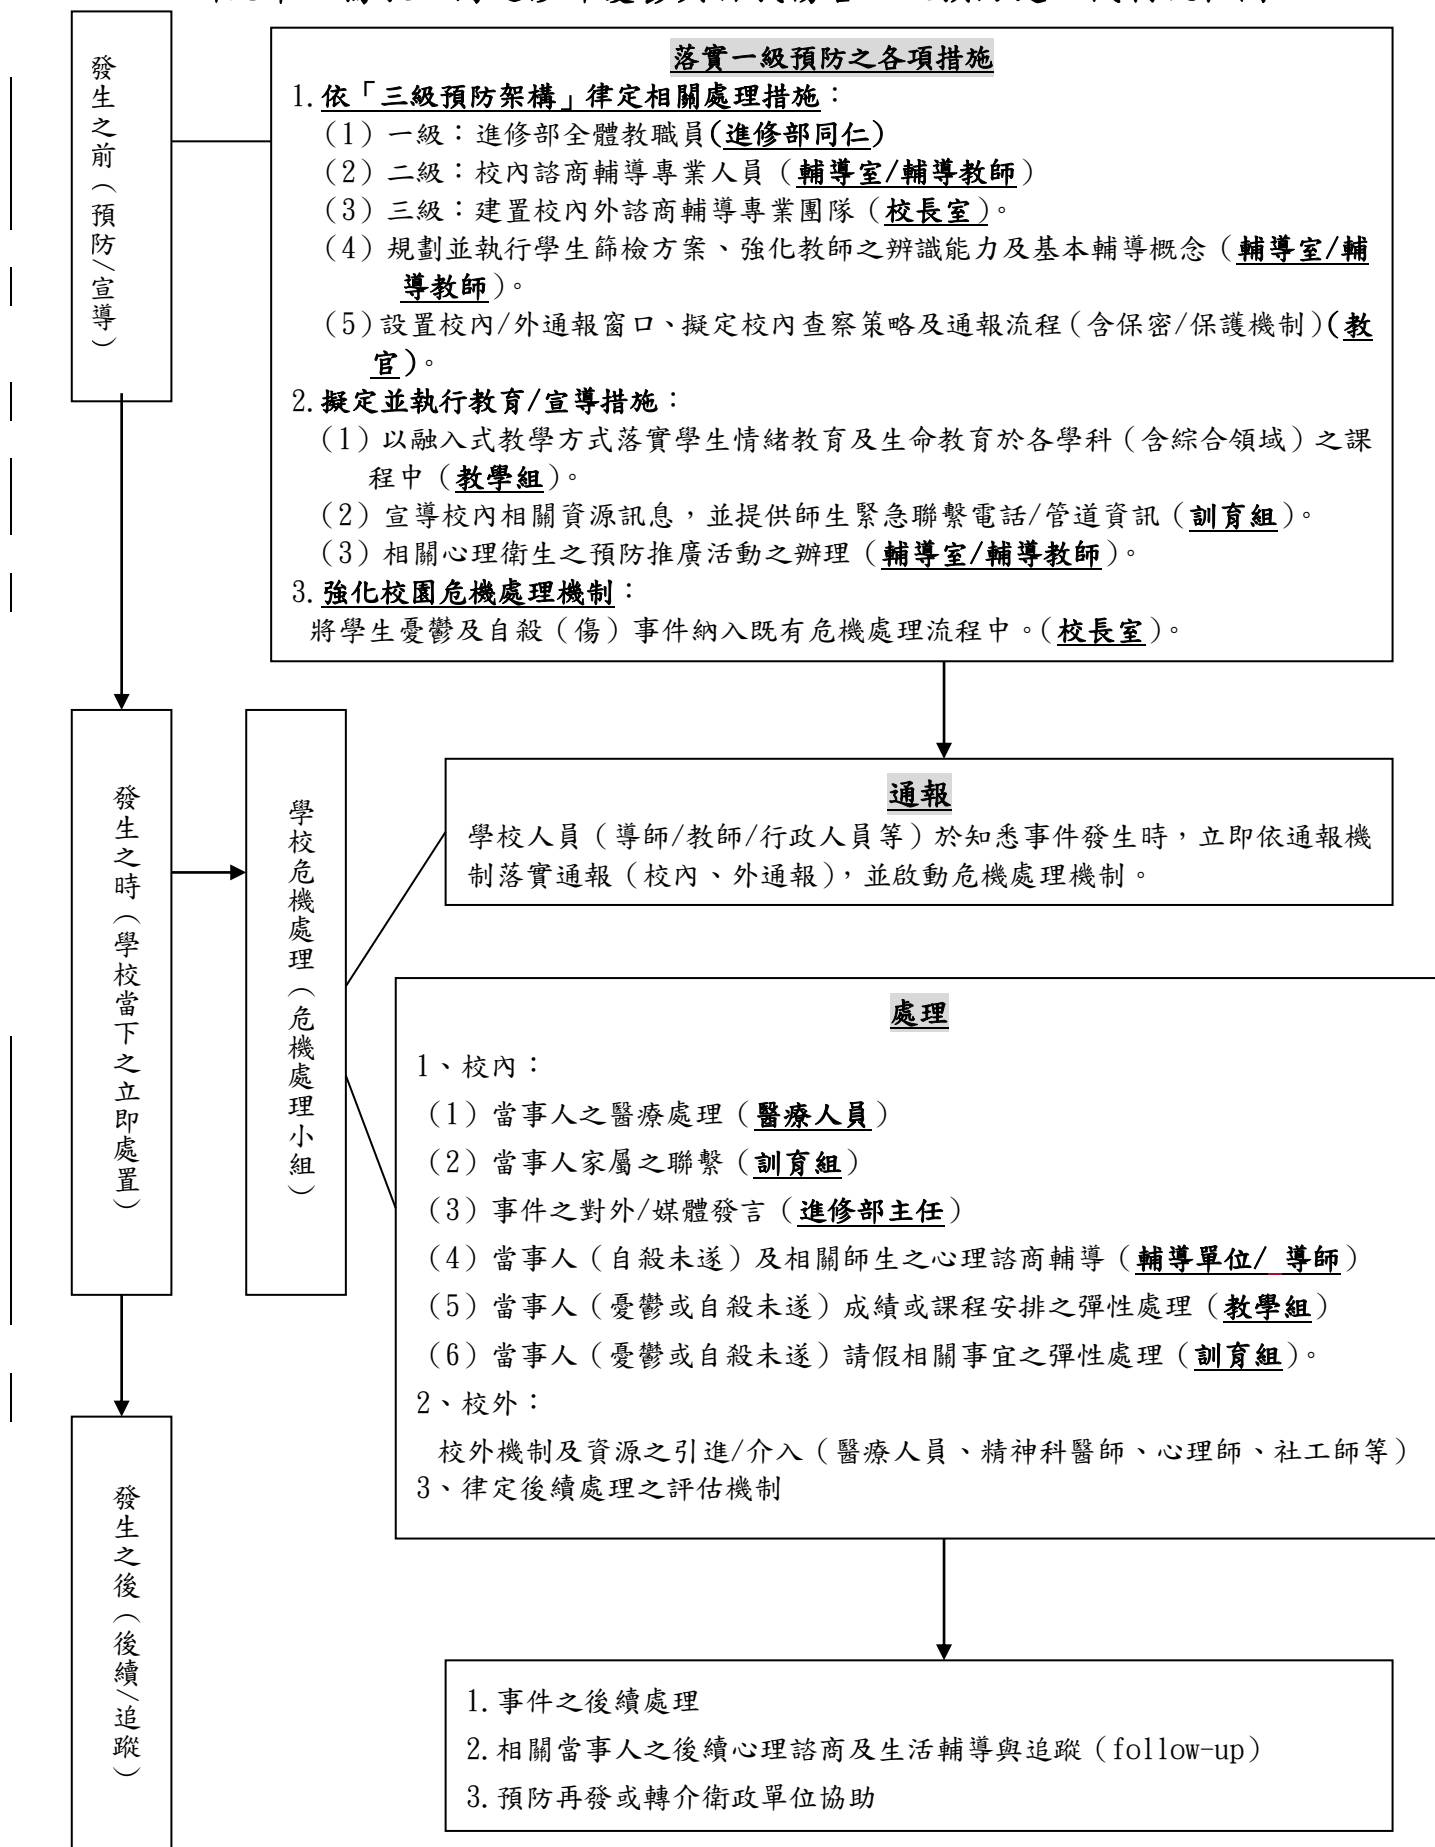 發生之前（預防/宣導）
落實一級預防之各項措施
1.依「三級預防架構」律定相關處理措施：
（1）一級：進修部全體教職員(進修部同仁)
（2）二級：校內諮商輔導專業人員（輔導室/輔導教師）
（3）三級：建置校內外諮商輔導專業團隊（校長室）。
（4）規劃並執行學生篩檢方案、強化教師之辨識能力及基本輔導概念（輔導室/輔
導教師）。
（5）設置校內/外通報窗口、擬定校內查察策略及通報流程（含保密/保護機制）(教
官)。
2.擬定並執行教育/宣導措施：
（1）以融入式教學方式落實學生情緒教育及生命教育於各學科（含綜合領域）之課
程中（教學組）。
（2）宣導校內相關資源訊息，並提供師生緊急聯繫電話/管道資訊（訓育組）。
（3）相關心理衛生之預防推廣活動之辦理（輔導室/輔導教師）。
3.強化校園危機處理機制：
將學生憂鬱及自殺（傷）事件納入既有危機處理流程中。（校長室）。
發生之時（學校當下之立即處置）
學校危機處理（危機處理小組）
通報
學校人員（導師/教師/行政人員等）於知悉事件發生時，立即依通報機
制落實通報（校內、外通報），並啟動危機處理機制。
處理
1、校內：
（1）當事人之醫療處理（醫療人員）
（2）當事人家屬之聯繫（訓育組）
（3）事件之對外/媒體發言（進修部主任）
（4）當事人（自殺未遂）及相關師生之心理諮商輔導（輔導單位/ 導師）
（5）當事人（憂鬱或自殺未遂）成績或課程安排之彈性處理（教學組）
（6）當事人（憂鬱或自殺未遂）請假相關事宜之彈性處理（訓育組）。
2、校外：
校外機制及資源之引進/介入（醫療人員、精神科醫師、心理師、社工師等）
3、律定後續處理之評估機制
發生之後（後續/追蹤）
1.事件之後續處理
2.相關當事人之後續心理諮商及生活輔導與追蹤（follow-up）
3.預防再發或轉介衛政單位協助